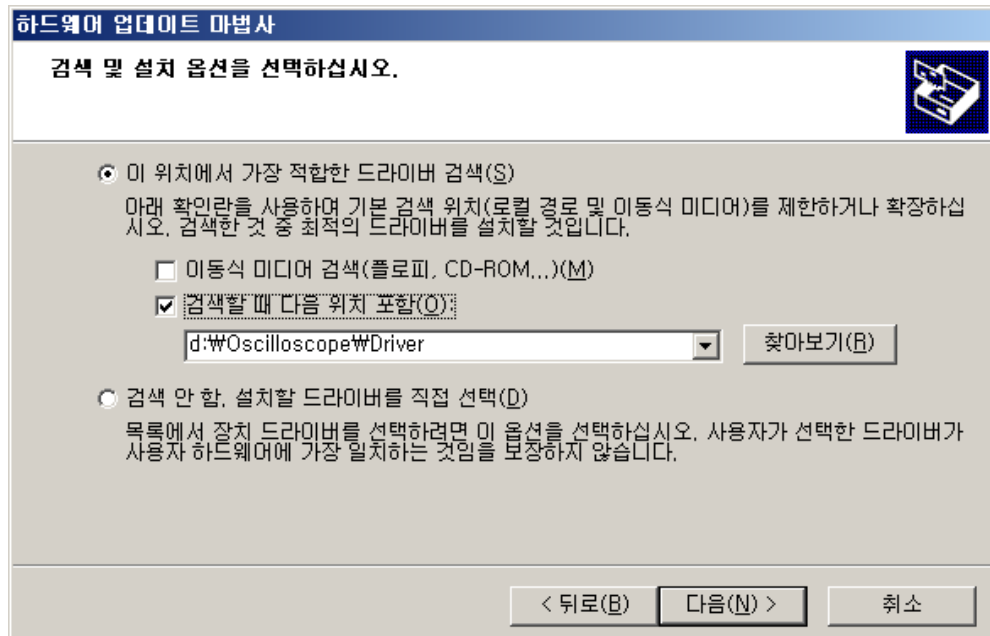 하드웨어 업데이트 마법사
검색 및 설치 옵션을 선택하십시오.
이 위치에서 가장 적합한 드라이버 검색(S)
아래 확인란을 사용하여 기본 검색 위치(로컬 경로 및 이동식 미디어)를 제한하거나 확장하십
시오. 검색한 것 중 최적의 드라이버를 설치할 것입니다.
이동식 미디어 검색(플로피, CD-ROM...)(M)
검색할 때 다음 위치 포함(O):
d:₩Oscilloscope₩Driver
찾아보기(R)
검색 안 함. 설치할 드라이버를 직접 선택(D)
목록에서 장치 드라이버를 선택하려면 이 옵션을 선택하십시오. 사용자가 선택한 드라이버가
사용자 하드웨어에 가장 일치하는 것임을 보장하지 않습니다.
< 뒤로(B) 다음(N) > 취소